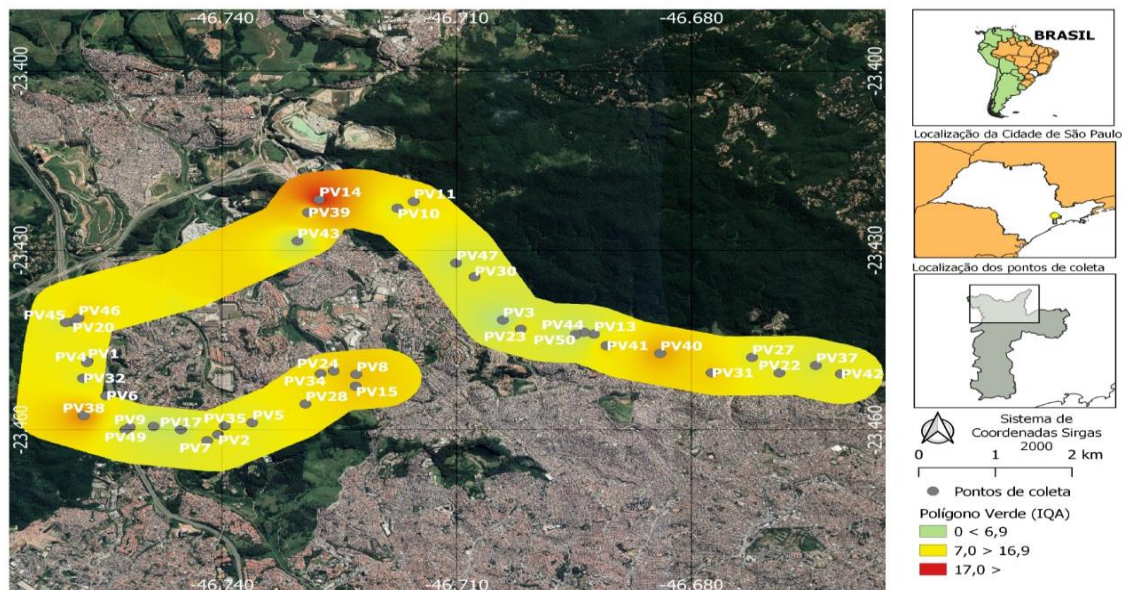 -46.740 -46.710 -46.680
-23.400
-23.400
PV14
PV11
PV39
PV10
PV43
-23.430
-23.430
PV47
PV30
PV46
PV45
PV3
PV20
PV44 PV13
PV23
PV50
PV41 PV40
PV27
PV4 PV1
PV24 PV8
PV37
PV31 PV22
PV42
PV32
PV34
PV15
PV6
PV28
PV38
PV9 PV17 PV35 PV5
-23.460
-23.460
PV49
PV7 PV2
-46.740 -46.710 -46.680
BRASIL
Localização da Cidade de São Paulo
Localização dos pontos de coleta
Sistema de
Coordenadas Sirgas
2000
0 1 2 km
Pontos de coleta
Polígono Verde (IQA)
0 < 6,9
7,0 > 16,9
17,0 >